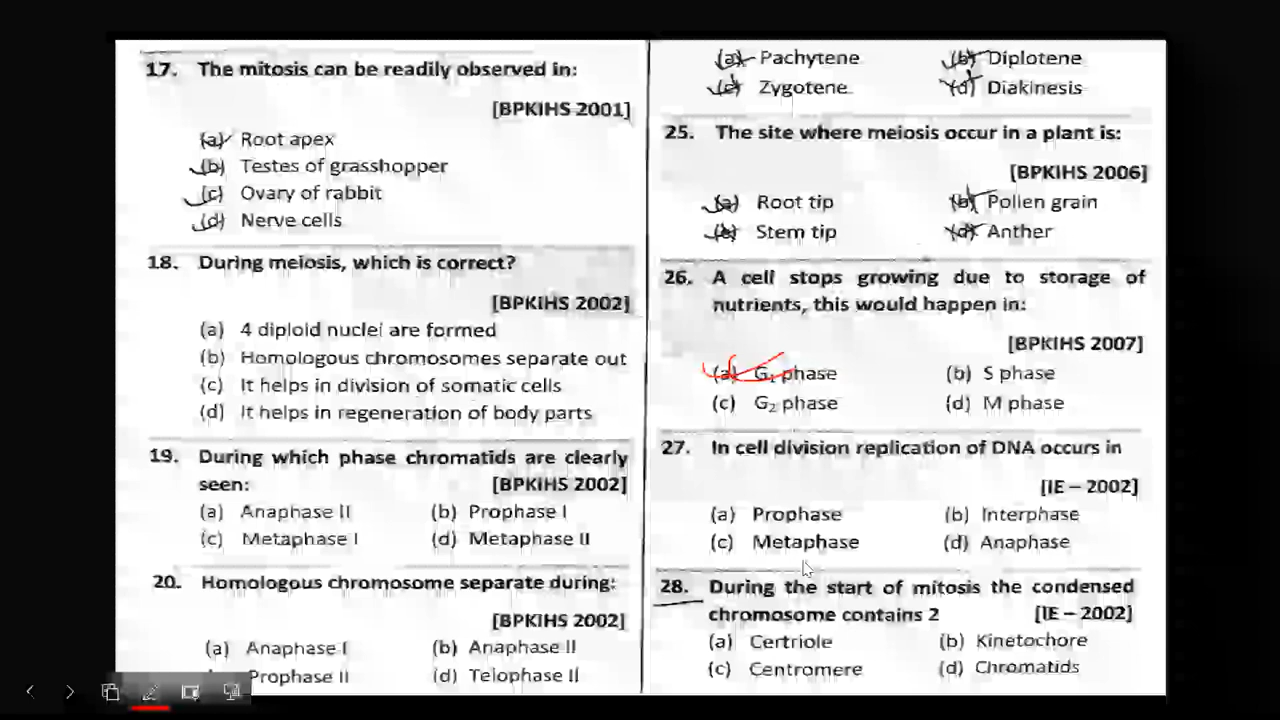 17. The mitosis can be readily observed in:
[BPKIHS 2001]
(a) Root apex
(b) Testes of grasshopper
(c) Ovary of rabbit
(d) Nerve cells
18. During meiosis, which is correct?
[BPKIHS 2002]
(a) 4 diploid nuclei are formed
(b) Homologous chromosomes separate out
(c) It helps in division of somatic cells
(d) It helps in regeneration of body parts
19. During which phase chromatids are clearly
seen: [BPKIHS 2002]
(a) Anaphase II (b) Prophase I
(c) Metaphase I (d) Metaphase II
20. Homologous chromosome separate during:
[BPKIHS 2002]
(a) Anaphase I (b) Anaphase II
Prophase II (d) Telophase II
(a) Pachytene (b) Diplotene
(c) Zygotene (d) Diakinesis
25. The site where meiosis occur in a plant is:
[BPKIHS 2006]
(a) Root tip (b) Pollen grain
(c) Stem tip (d) Anther
26. A cell stops growing due to storage of
nutrients, this would happen in:
[BPKIHS 2007]
(a) G₁ phase (b) S phase
(c) G₂ phase (d) M phase
27. In cell division replication of DNA occurs in
[IE – 2002]
(a) Prophase (b) Interphase
(c) Metaphase (d) Anaphase
28. During the start of mitosis the condensed
chromosome contains 2 [IE – 2002]
(a) Certriole (b) Kinetochore
(c) Centromere (d) Chromatids